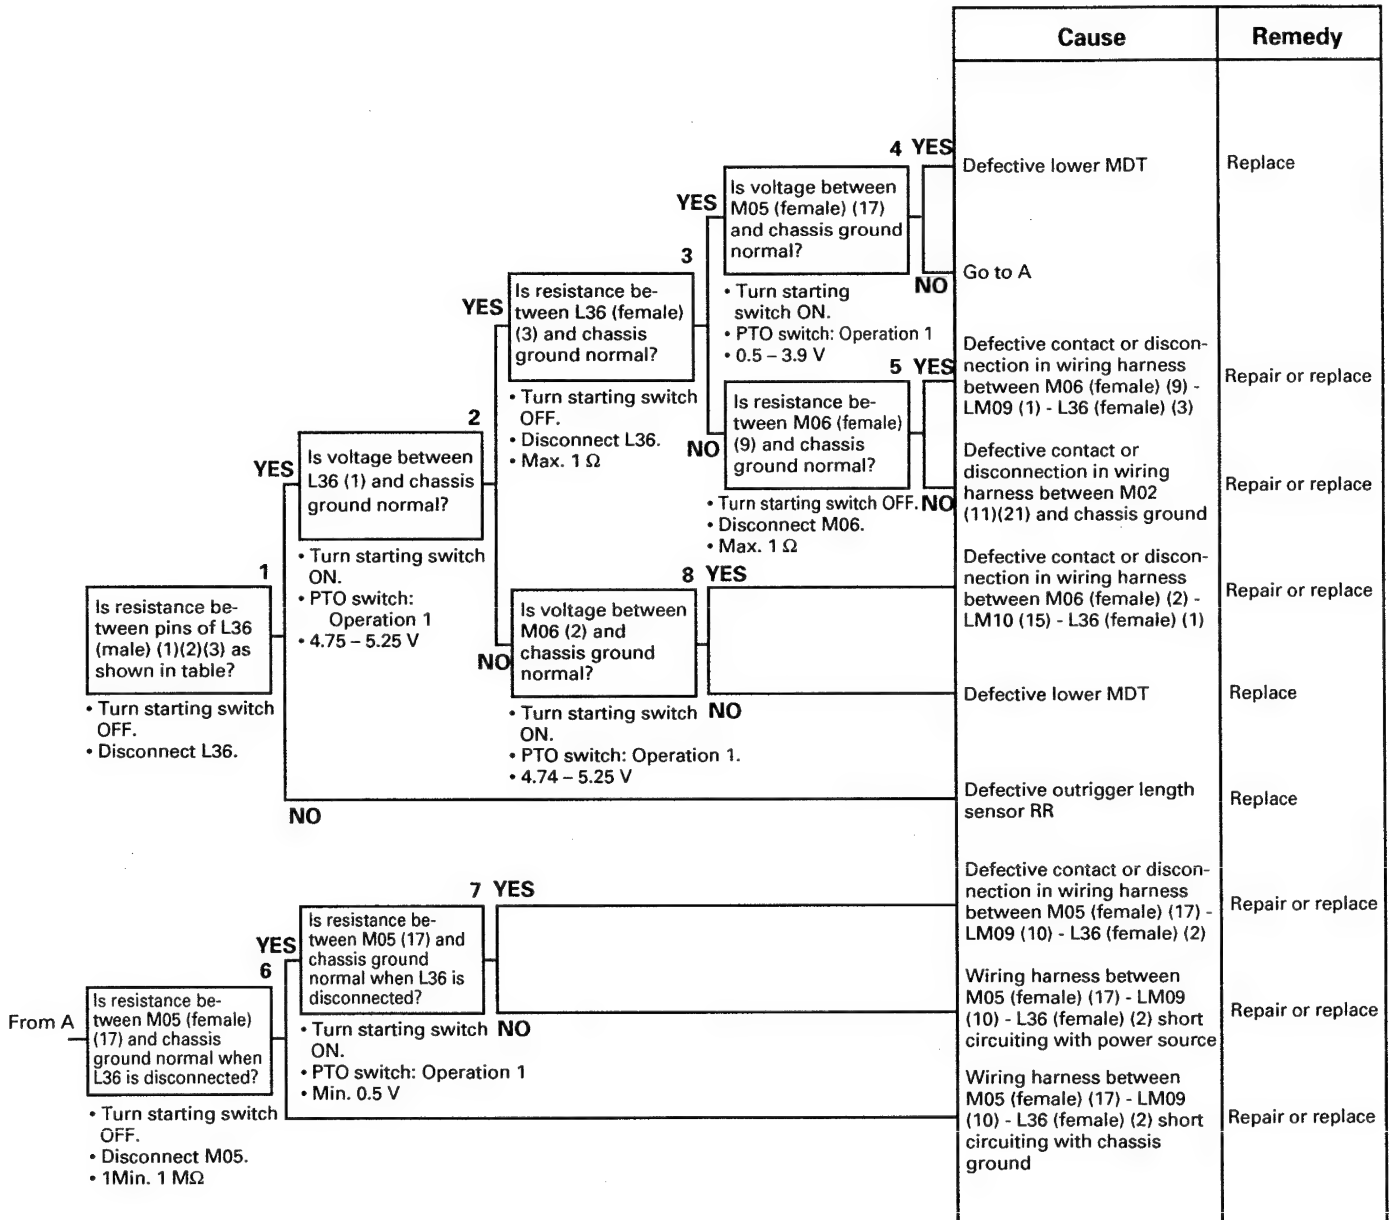 Cause
Remedy
4 YES
Is voltage between
M05 (female) (17)
and chassis ground
normal?
Defective lower MDT
Replace
YES
3
NO
Go to A
• Turn starting
switch ON.
• PTO switch: Operation 1
• 0.5 – 3.9 V
YES
Is resistance be-
tween L36 (female)
(3) and chassis
ground normal?
• Turn starting switch
OFF.
• Disconnect L36.
• Max. 1 Ω
5 YES
Defective contact or discon-
nection in wiring harness
between M06 (female) (9) -
LM09 (1) - L36 (female) (3)
Repair or replace
NO
Is resistance be-
tween M06 (female)
(9) and chassis
ground normal?
• Turn starting switch OFF.
• Disconnect M06.
• Max. 1 Ω
NO
Defective contact or
disconnection in wiring
harness between M02
(11)(21) and chassis ground
Repair or replace
2
YES
Is voltage between
L36 (1) and chassis
ground normal?
• Turn starting switch
ON.
• PTO switch:
Operation 1
• 4.75 – 5.25 V
8 YES
Defective contact or discon-
nection in wiring harness
between M06 (female) (2) -
LM10 (15) - L36 (female) (1)
Repair or replace
NO
Is voltage between
M06 (2) and
chassis ground
normal?
• Turn starting switch
ON.
• PTO switch: Operation 1.
• 4.74 – 5.25 V
NO
Defective lower MDT
Replace
1
Is resistance be-
tween pins of L36
(male) (1)(2)(3) as
shown in table?
• Turn starting switch
OFF.
• Disconnect L36.
NO
Defective outrigger length
sensor RR
Replace
7 YES
Defective contact or discon-
nection in wiring harness
between M05 (female) (17) -
LM09 (10) - L36 (female) (2)
Repair or replace
YES
6
Is resistance be-
tween M05 (17) and
chassis ground
normal when L36 is
disconnected?
• Turn starting switch
ON.
• PTO switch: Operation 1
• Min. 0.5 V
NO
Wiring harness between
M05 (female) (17) - LM09
(10) - L36 (female) (2) short
circuiting with power source
Repair or replace
From A
Is resistance be-
tween M05 (female)
(17) and chassis
ground normal when
L36 is disconnected?
• Turn starting switch
OFF.
• Disconnect M05.
• 1Min. 1 MΩ
Wiring harness between
M05 (female) (17) - LM09
(10) - L36 (female) (2) short
circuiting with chassis
ground
Repair or replace